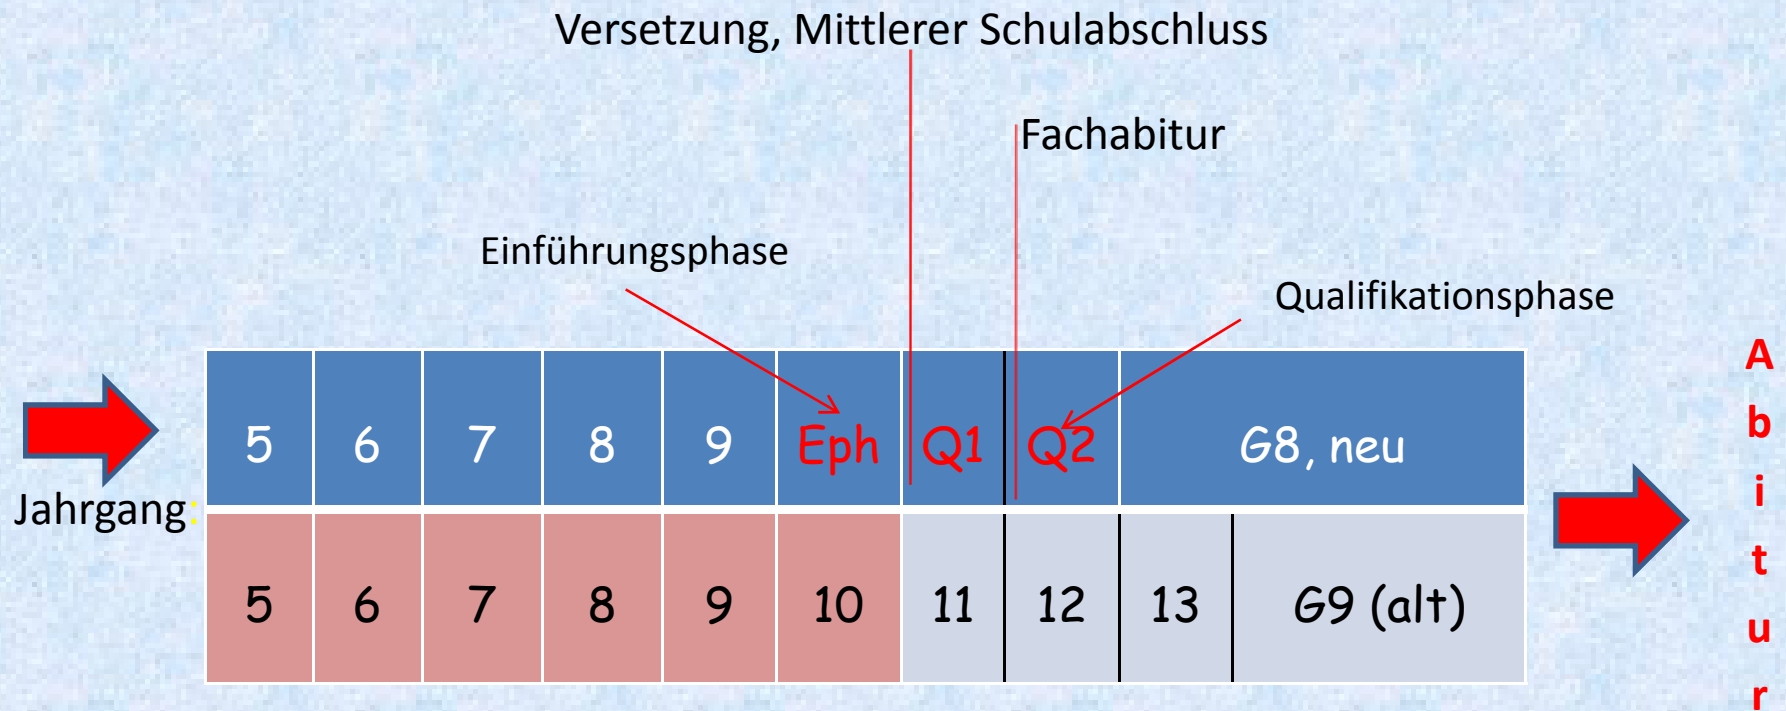 Versetzung, Mittlerer Schulabschluss
Fachabitur
Einführungsphase
Qualifikationsphase
5 6 7 8 9 Eph Q1 Q2 G8, neu
Jahrgang:
5 6 7 8 9 10 11 12 13 G9 (alt)
A
b
i
t
u
r